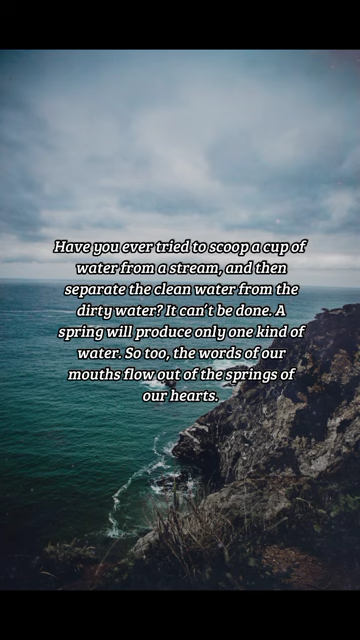 Have you ever tried to scoop a cup of
water from a stream, and then
separate the clean water from the
dirty water? It can't be done. A
spring will produce only one kind of
water. So too, the words of our
mouths flow out of the springs of
our hearts.